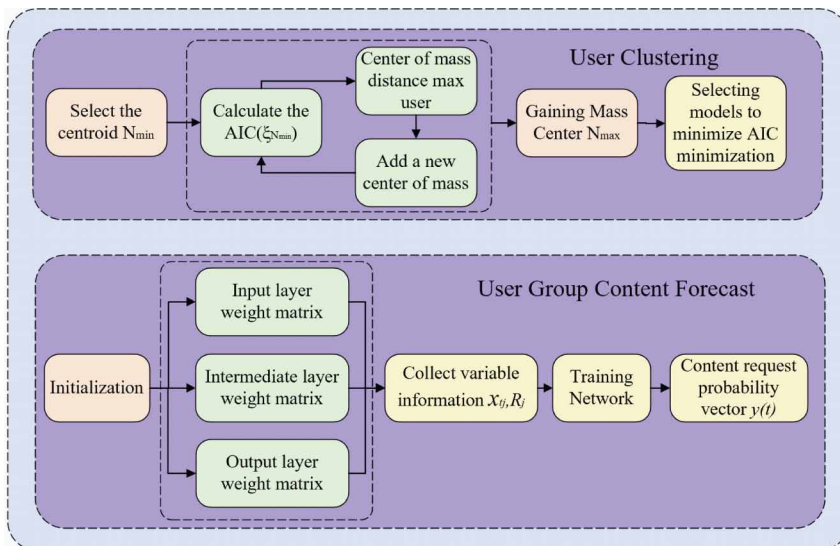 User Clustering
Select the
centroid Nmin
Calculate the
AIC(ξNmin)
Center of mass
distance max
user
Add a new
center of mass
Gaining Mass
Center Nmax
Selecting
models to
minimize AIC
minimization
User Group Content Forecast
Initialization
Input layer
weight matrix
Intermediate layer
weight matrix
Output layer
weight matrix
Collect variable
information xtj,Rj
Training
Network
Content request
probability
vector y(t)